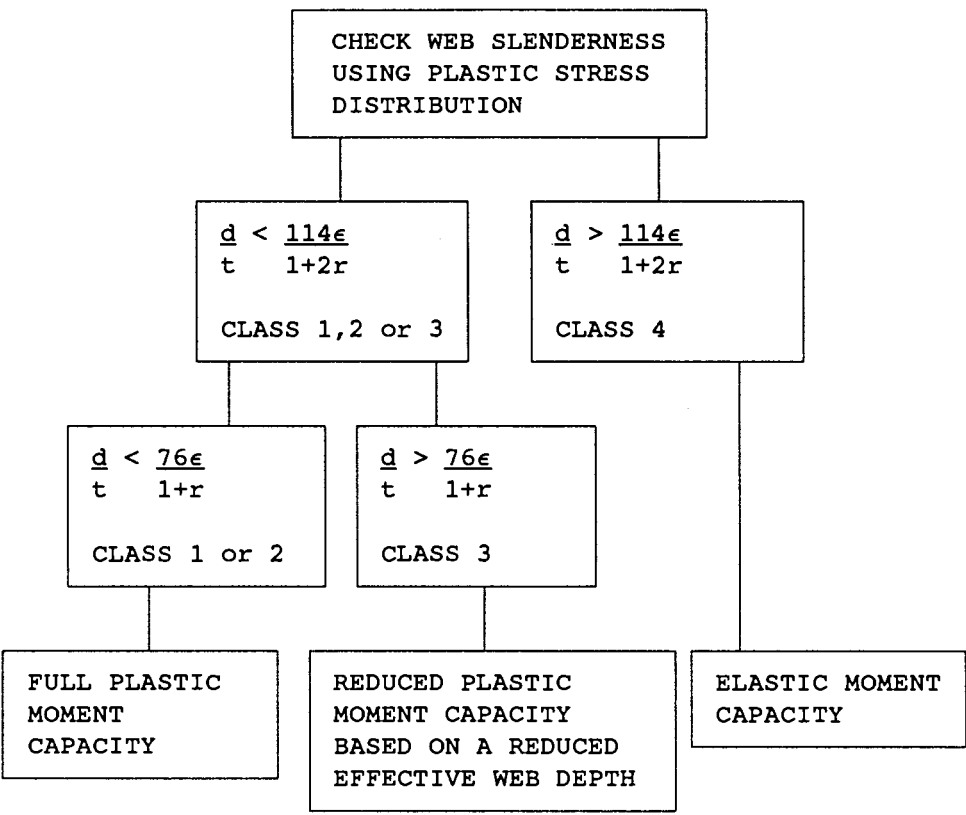 CHECK WEB SLENDERNESS
USING PLASTIC STRESS
DISTRIBUTION
d < 114ϵ
t 1+2r
CLASS 1,2 or 3
d > 114ϵ
t 1+2r
CLASS 4
d < 76ϵ
t 1+r
CLASS 1 or 2
d > 76ϵ
t 1+r
CLASS 3
FULL PLASTIC
MOMENT
CAPACITY
REDUCED PLASTIC
MOMENT CAPACITY
BASED ON A REDUCED
EFFECTIVE WEB DEPTH
ELASTIC MOMENT
CAPACITY